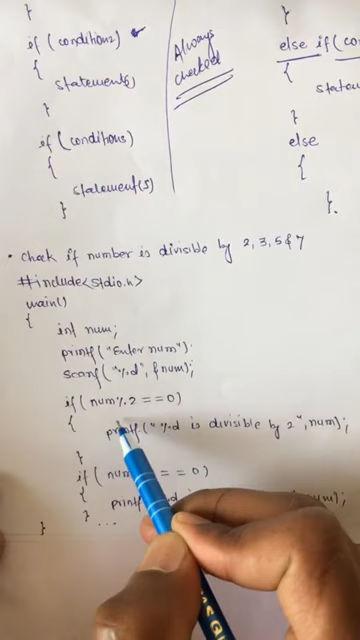 }
if (conditions)
{
statements
}
if (conditions)
{
statement(s)
}
Always
checked
}
else if (co
{
}
else
{
}.
• Check if number is divisible by 2, 3, 5 & 7
#include<stdio.h>
main()
{
int num;
printf("Enter num");
scanf("%d", &num);
if (num%2 == 0)
{
printf("%d is divisible by 2", num);
}
if (num == 0)
{
num);
} ...
}